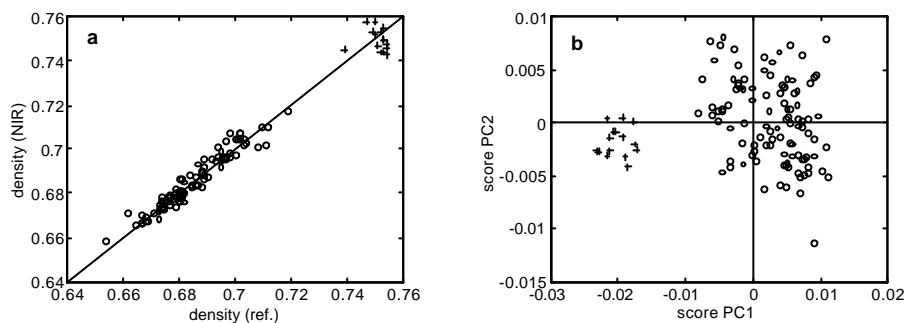 a
0.76
0.74
0.72
0.7
0.68
0.66
0.64
density (NIR)
0.64 0.66 0.68 0.7 0.72 0.74 0.76
density (ref.)
b
0.01
0.005
0
-0.005
-0.01
-0.015
score PC2
-0.03 -0.02 -0.01 0 0.01 0.02
score PC1